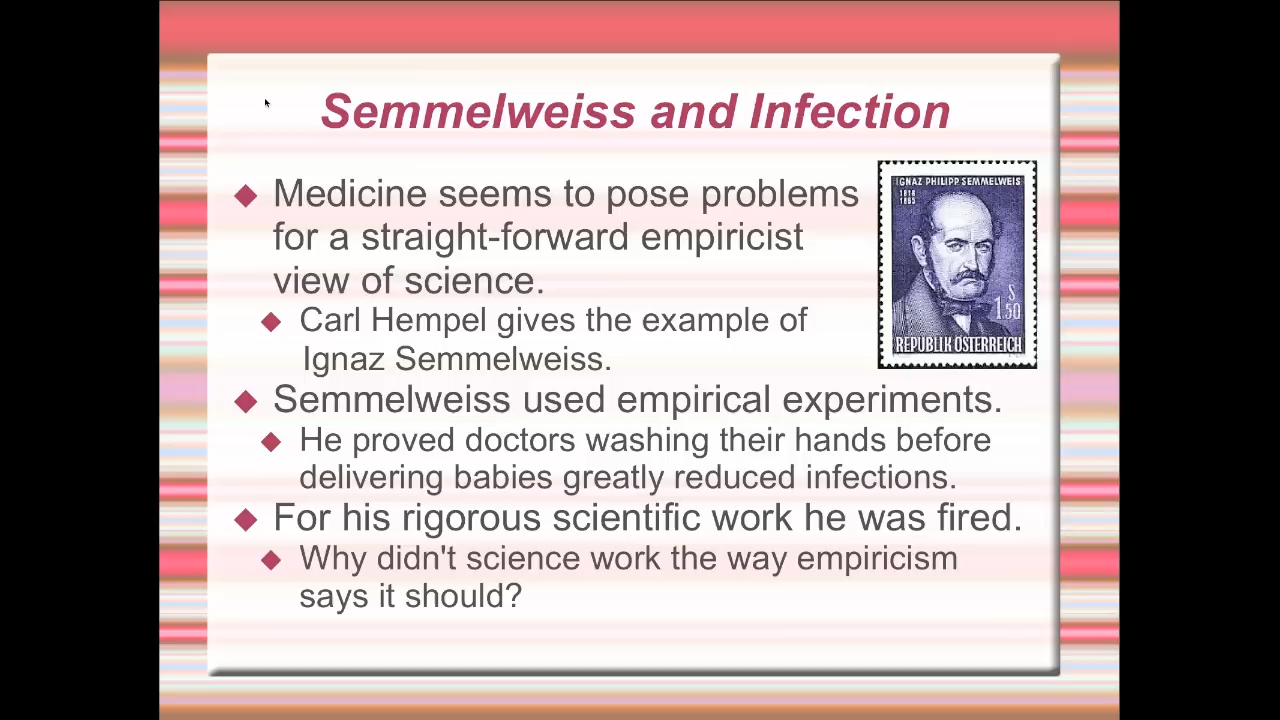 Semmelweiss and Infection
Medicine seems to pose problems
for a straight-forward empiricist
view of science.
Carl Hempel gives the example of
Ignaz Semmelweiss.
Semmelweiss used empirical experiments.
He proved doctors washing their hands before
delivering babies greatly reduced infections.
For his rigorous scientific work he was fired.
Why didn't science work the way empiricism
says it should?
IGNAZ PHILIPP SEMMELWEIS
1818
S
1.50
REPUBLIK ÖSTERREICH